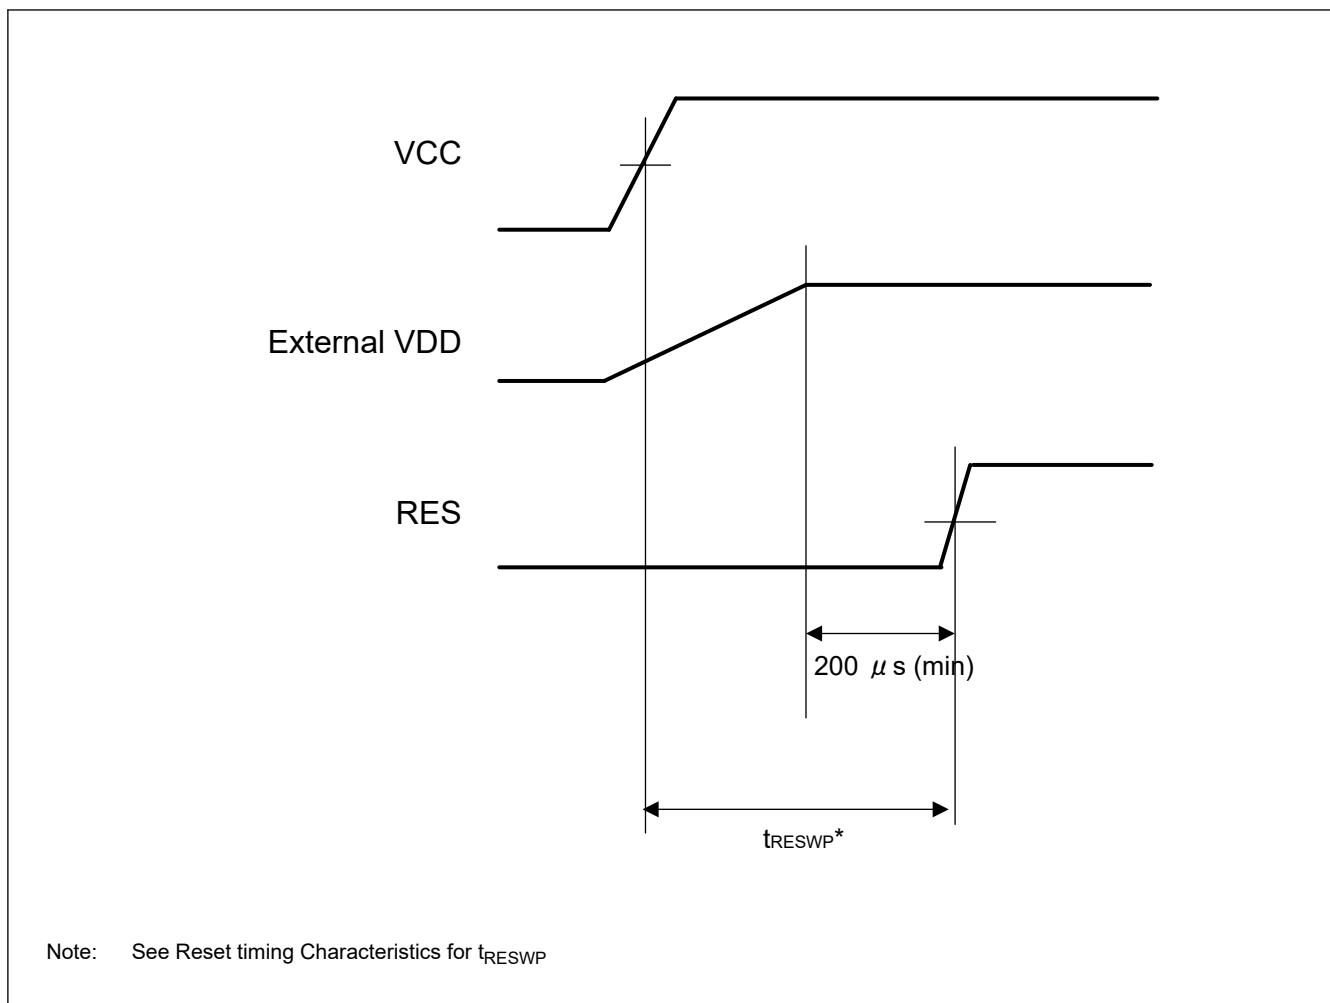 VCC
External VDD
RES
200 μs (min)
tRESWP*
Note: See Reset timing Characteristics for tRESWP